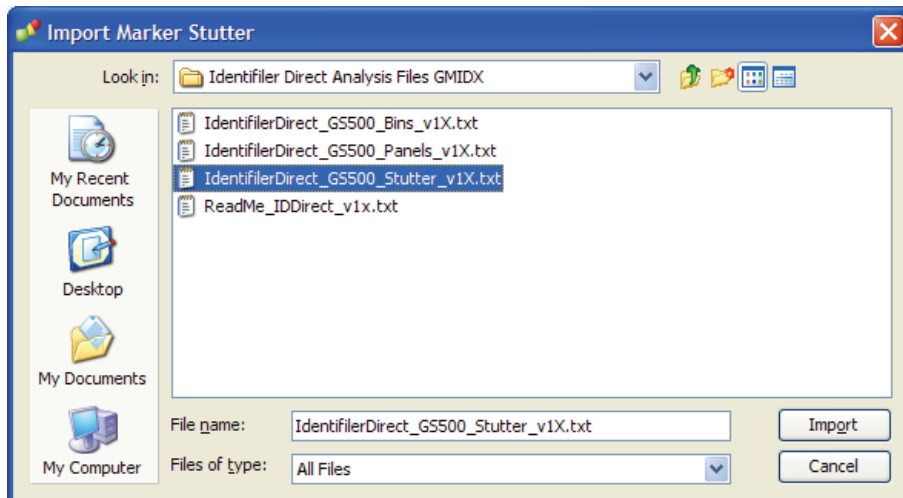 Import Marker Stutter
Look in:
Identifiler Direct Analysis Files GMIDX
My Recent
Documents
Desktop
My Documents
My Computer
IdentifilerDirect_GS500_Bins_v1X.txt
IdentifilerDirect_GS500_Panels_v1X.txt
IdentifilerDirect_GS500_Stutter_v1X.txt
ReadMe_IDDirect_v1x.txt
File name:
IdentifilerDirect_GS500_Stutter_v1X.txt
Import
Files of type:
All Files
Cancel